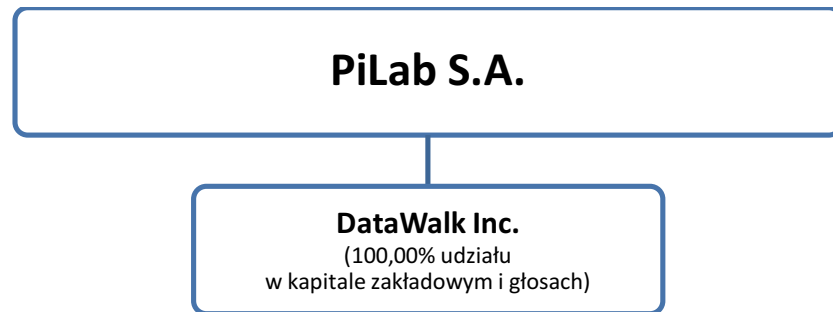 PiLab S.A.
DataWalk Inc.
(100,00% udziału
w kapitale zakładowym i głosach)